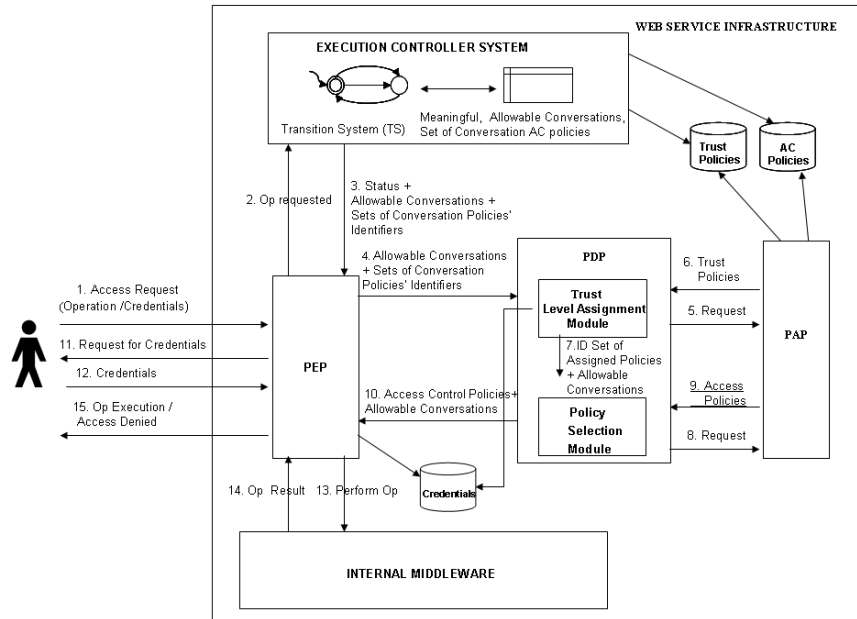 WEB SERVICE INFRASTRUCTURE
EXECUTION CONTROLLER SYSTEM
Transition System (TS)
Meaningful, Allowable Conversations,
Set of Conversation AC policies
Trust
Policies
AC
Policies
2. Op requested
3. Status +
Allowable Conversations +
Sets of Conversation Policies'
Identifiers
4. Allowable Conversations
+ Sets of Conversation
Policies' Identifiers
1. Access Request
(Operation /Credentials)
11. Request for Credentials
12. Credentials
15. Op Execution /
Access Denied
PEP
10. Access Control Policies+
Allowable Conversations
PDP
Trust
Level Assignment
Module
7.ID Set of
Assigned Policies
+ Allowable
Conversations
Policy
Selection
Module
6. Trust
Policies
5. Request
9. Access
Policies
8. Request
PAP
14. Op Result
13. Perform Op
Credentials
INTERNAL MIDDLEWARE